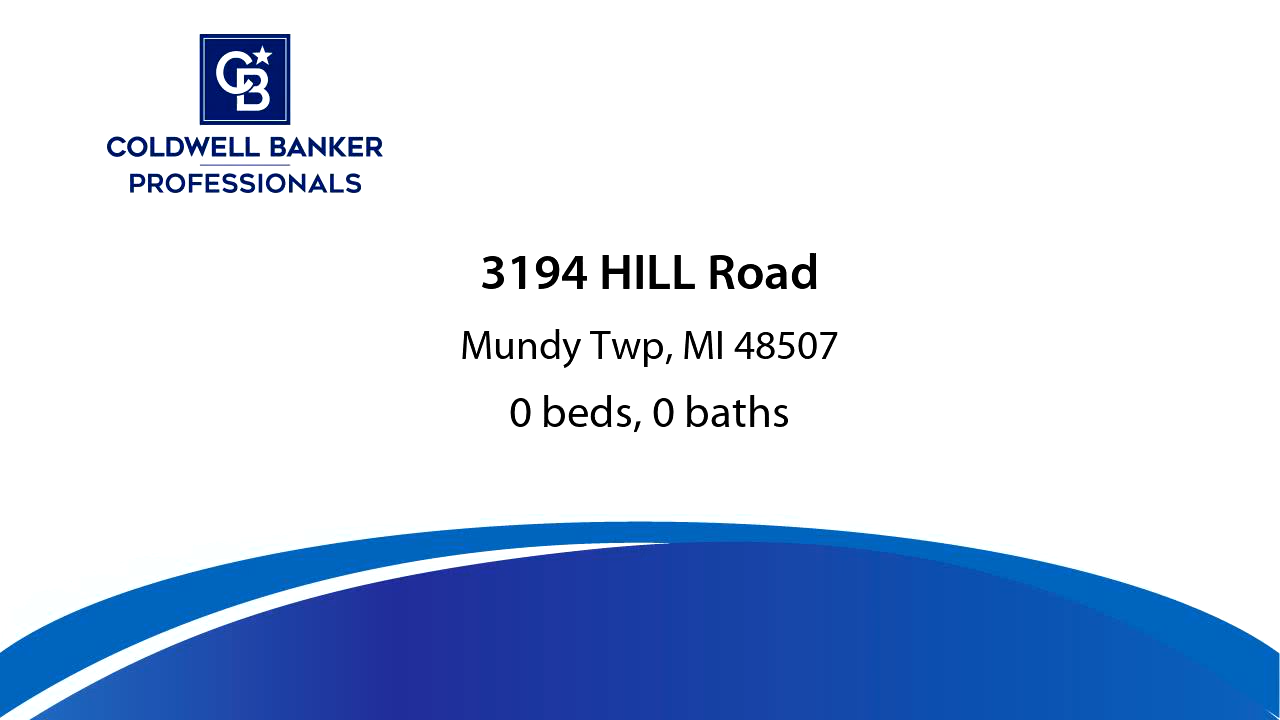 CB
COLDWELL BANKER
PROFESSIONALS
3194 HILL Road
Mundy Twp, MI 48507
0 beds, 0 baths